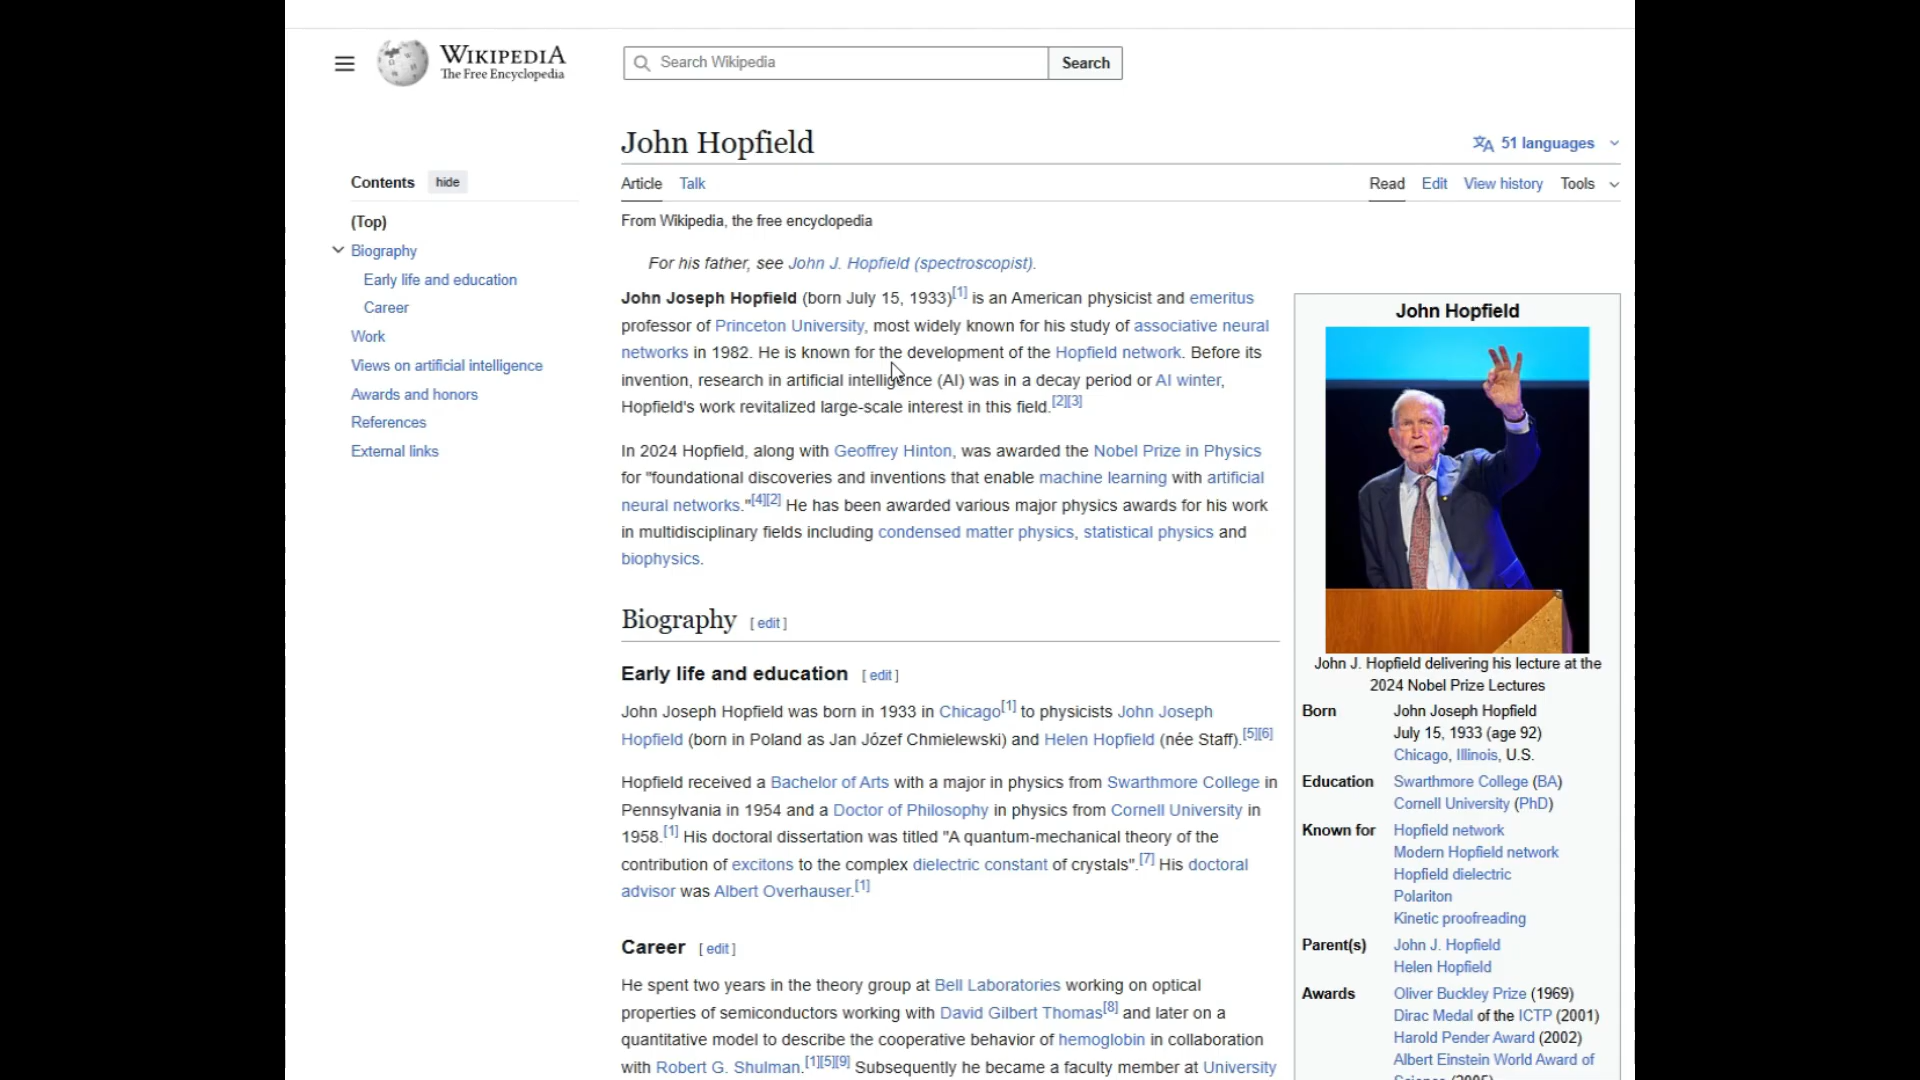 WIKIPEDIA
The Free Encyclopedia
Search Wikipedia
Search
John Hopfield
51 languages
Contents hide
(Top)
Biography
Early life and education
Career
Work
Views on artificial intelligence
Awards and honors
References
External links
Article Talk
Read Edit View history Tools
From Wikipedia, the free encyclopedia
For his father, see John J. Hopfield (spectroscopist).
John Joseph Hopfield (born July 15, 1933)[1] is an American physicist and emeritus
professor of Princeton University, most widely known for his study of associative neural
networks in 1982. He is known for the development of the Hopfield network. Before its
invention, research in artificial intelligence (AI) was in a decay period or AI winter,
Hopfield's work revitalized large-scale interest in this field.[2][3]
In 2024 Hopfield, along with Geoffrey Hinton, was awarded the Nobel Prize in Physics
for "foundational discoveries and inventions that enable machine learning with artificial
neural networks."[4][2] He has been awarded various major physics awards for his work
in multidisciplinary fields including condensed matter physics, statistical physics and
biophysics.
Biography [ edit ]
Early life and education [ edit ]
John Joseph Hopfield was born in 1933 in Chicago[1] to physicists John Joseph
Hopfield (born in Poland as Jan Józef Chmielewski) and Helen Hopfield (née Staff).[5][6]
Hopfield received a Bachelor of Arts with a major in physics from Swarthmore College in
Pennsylvania in 1954 and a Doctor of Philosophy in physics from Cornell University in
1958.[1] His doctoral dissertation was titled "A quantum-mechanical theory of the
contribution of excitons to the complex dielectric constant of crystals".[7] His doctoral
advisor was Albert Overhauser.[1]
Career [ edit ]
He spent two years in the theory group at Bell Laboratories working on optical
properties of semiconductors working with David Gilbert Thomas[8] and later on a
quantitative model to describe the cooperative behavior of hemoglobin in collaboration
with Robert G. Shulman.[1][5][9] Subsequently he became a faculty member at University
John Hopfield
John J. Hopfield delivering his lecture at the
2024 Nobel Prize Lectures
Born John Joseph Hopfield
July 15, 1933 (age 92)
Chicago, Illinois, U.S.
Education Swarthmore College (BA)
Cornell University (PhD)
Known for Hopfield network
Modern Hopfield network
Hopfield dielectric
Polariton
Kinetic proofreading
Parent(s) John J. Hopfield
Helen Hopfield
Awards Oliver Buckley Prize (1969)
Dirac Medal of the ICTP (2001)
Harold Pender Award (2002)
Albert Einstein World Award of